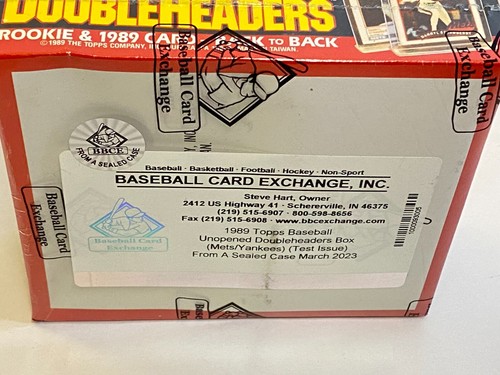 DOUBLEHEADERS
ROOKIE & 1989 CARD BACK TO BACK
©1989 THE TOPPS COMPANY, INC.
TAIWAN
Baseball Card
Exchange
Baseball Card
Exchange
BBCE
FROM A SEALED CASE
Baseball · Basketball · Football · Hockey · Non-Sport
BASEBALL CARD EXCHANGE, INC.
Steve Hart, Owner
2412 US Highway 41 · Schererville, IN 46375
(219) 515-6907 · 800-598-8656
Fax (219) 515-6908 · www.bbcexchange.com
1989 Topps Baseball
Unopened Doubleheaders Box
(Mets/Yankees) (Test Issue)
From A Sealed Case March 2023
Baseball Card
Exchange
Baseball Card
Exchange